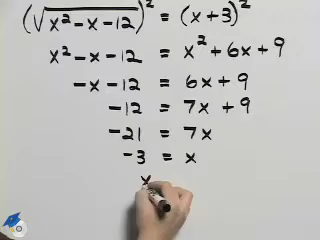 (√x² - x - 12)² = (x + 3)²
x² - x - 12 = x² + 6x + 9
-x - 12 = 6x + 9
-12 = 7x + 9
-21 = 7x
-3 = x
x